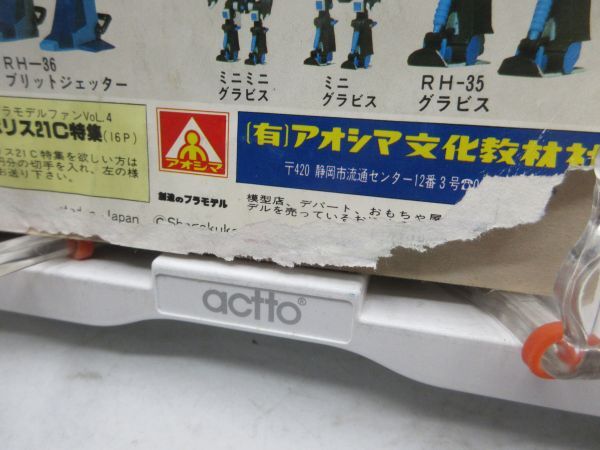 RH-36
ブリットジェッター
ミニミニ
グラビス
ミニ
グラビス
RH-35
グラビス
ラモデルファンVoL.4
リス21C特集(16P)
ス21C特集を欲しい方は
分の切手を入れ、左の様
お送り下さい。
アオシマ
創造のプラモデル
(有)アオシマ文化教材社
〒420 静岡市流通センター12番3号☎0
模型店、デパート、おもちゃ屋
デルを売っているお
Japan ©Shogakuk
actto®